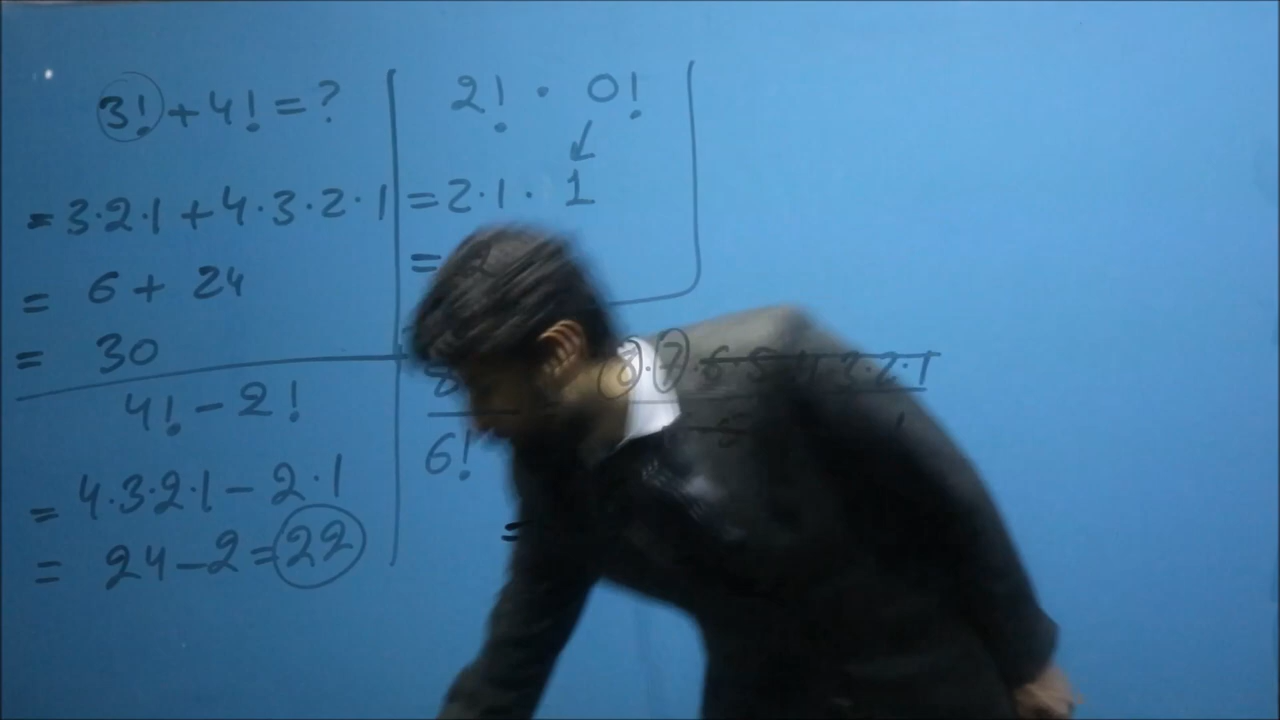 3! + 4! = ?
= 3·2·1 + 4·3·2·1
= 6 + 24
= 30
4! - 2!
= 4·3·2·1 - 2·1
= 24 - 2 = 22
2! · 0!
↙
= 2·1· 1
=
8
6!
8·7·6·5·4·3·2·1
=